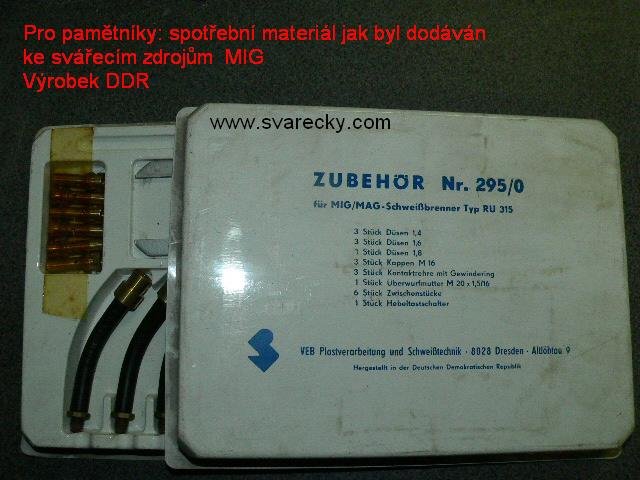 Pro pamětníky: spotřební materiál jak byl dodáván
ke svářecím zdrojům MIG
Výrobek DDR
www.svarecky.com
ZUBEHÖR Nr. 295/0
für MIG/MAG-Schweißbrenner Typ RU 315
3 Stück Düsen 1,4
3 Stück Düsen 1,6
3 Stück Düsen 1,8
3 Stück Kappen M 16
3 Stück Kontaktrohre mit Gewindering
1 Stück Überwurfmutter M 20 x 1,5/16
6 Stück Zwischenstücke
1 Stück Hebeltastschalter
VEB Plastverarbeitung und Schweißtechnik · 8028 Dresden · Altlöbtau 9
Hergestellt in der Deutschen Demokratischen Republik